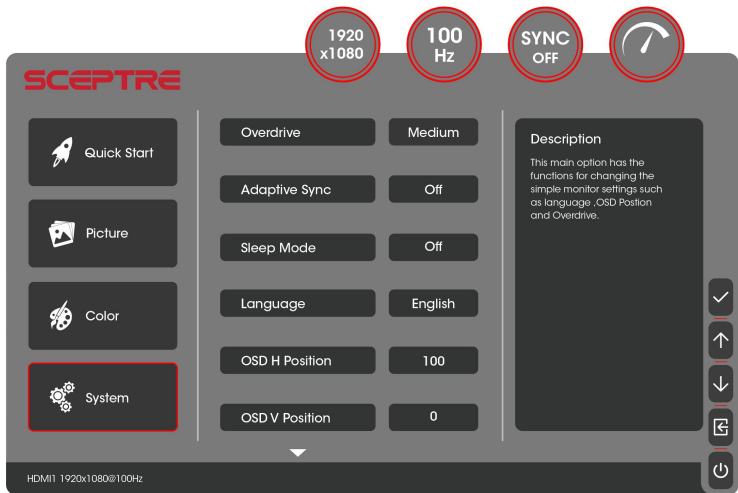 1920
x1080
100
Hz
SYNC
OFF
SCEPTRE
Quick Start
Picture
Color
System
Overdrive
Medium
Adaptive Sync
Off
Sleep Mode
Off
Language
English
OSD H Position
100
OSD V Position
0
Description
This main option has the
functions for changing the
simple monitor settings such
as language ,OSD Postion
and Overdrive.
HDMI1 1920x1080@100Hz